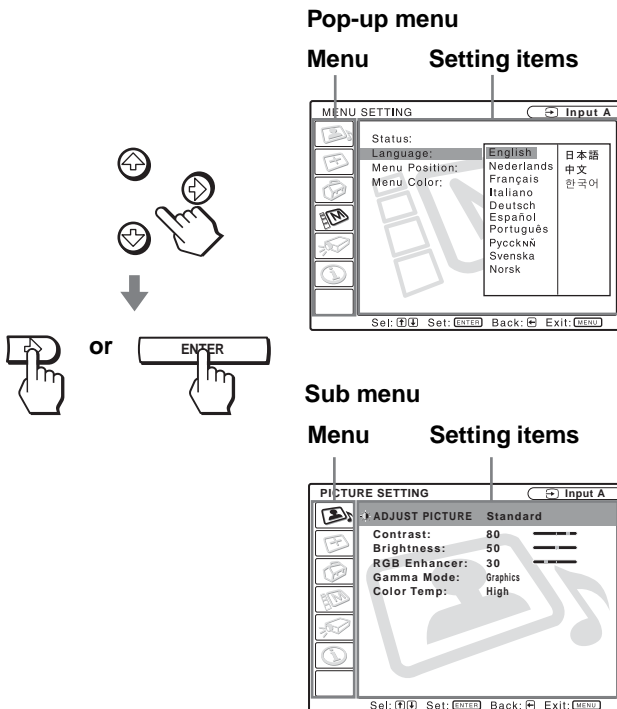 Pop-up menu
Menu Setting items
MENU SETTING Input A
Status:
Language:
Menu Position:
Menu Color:
English
Nederlands
Français
Italiano
Deutsch
Español
Português
Русский
Svenska
Norsk
日本語
中文
한국어
Sel: Set: ENTER Back: Exit: MENU
or
ENTER
Sub menu
Menu Setting items
PICTURE SETTING Input A
ADJUST PICTURE Standard
Contrast: 80
Brightness: 50
RGB Enhancer: 30
Gamma Mode: Graphics
Color Temp: High
Sel: Set: ENTER Back: Exit: MENU